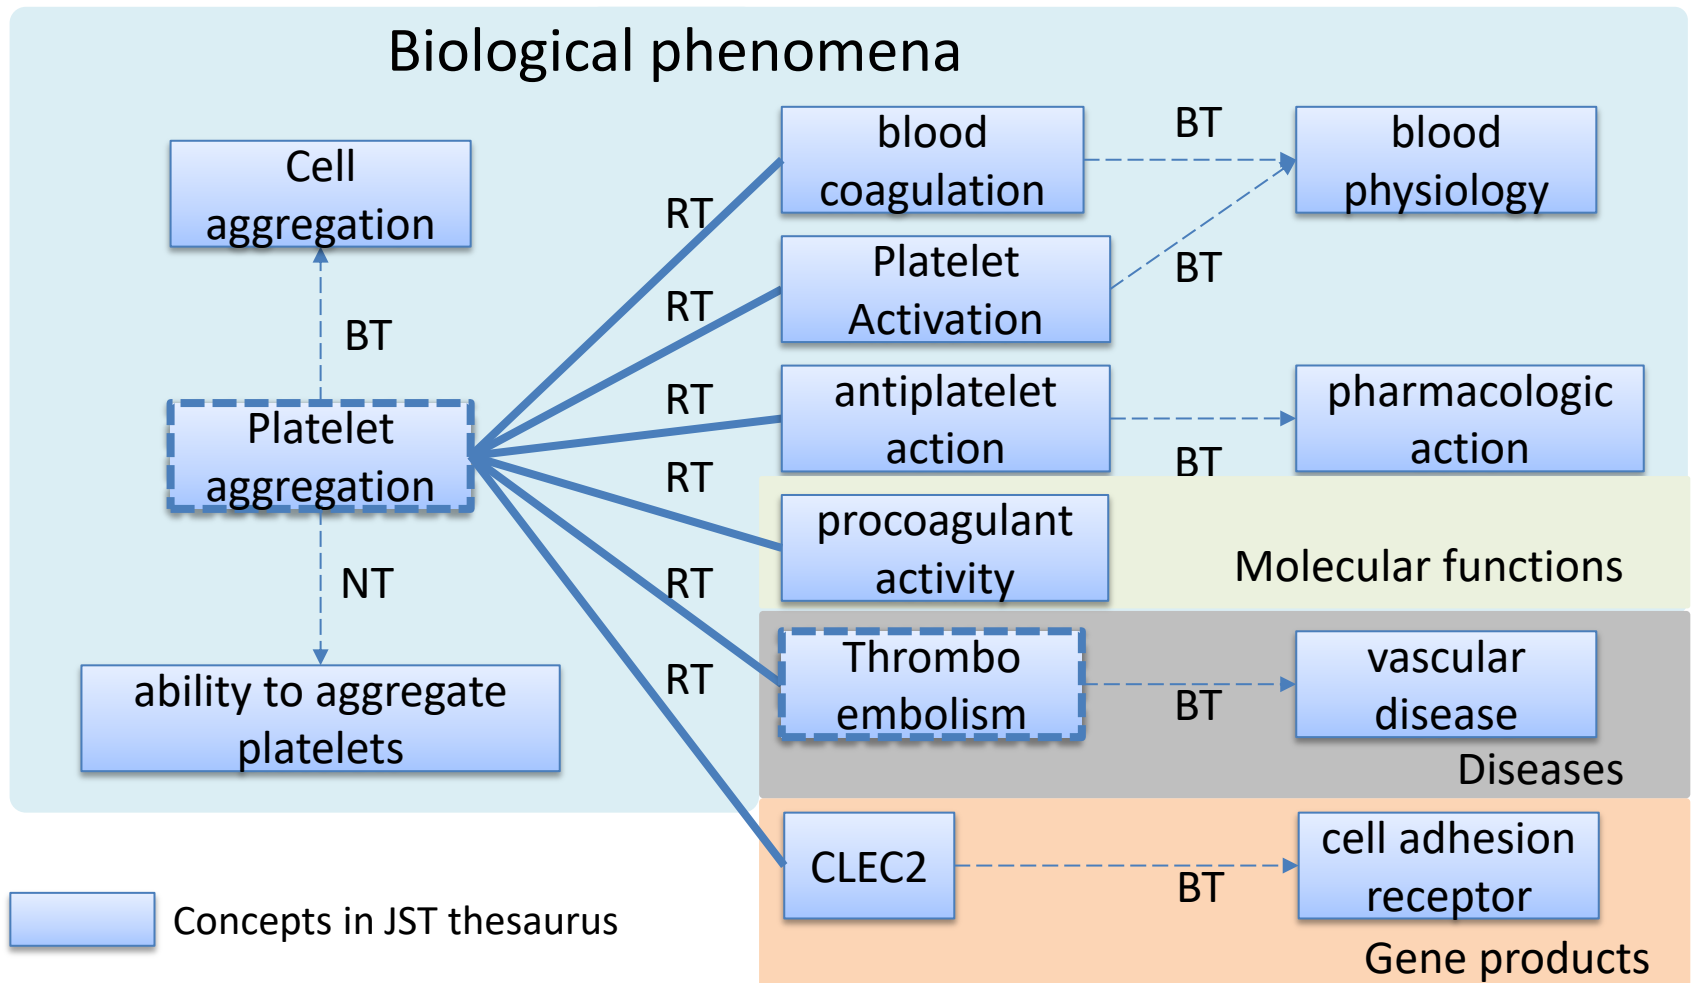 Biological phenomena
Cell
aggregation
BT
Platelet
aggregation
NT
ability to aggregate
platelets
RT
RT
RT
RT
RT
RT
blood
coagulation
BT
blood
physiology
Platelet
Activation
BT
antiplatelet
action
BT
pharmacologic
action
procoagulant
activity
Molecular functions
Thrombo
embolism
BT
vascular
disease
Diseases
CLEC2
BT
cell adhesion
receptor
Gene products
Concepts in JST thesaurus